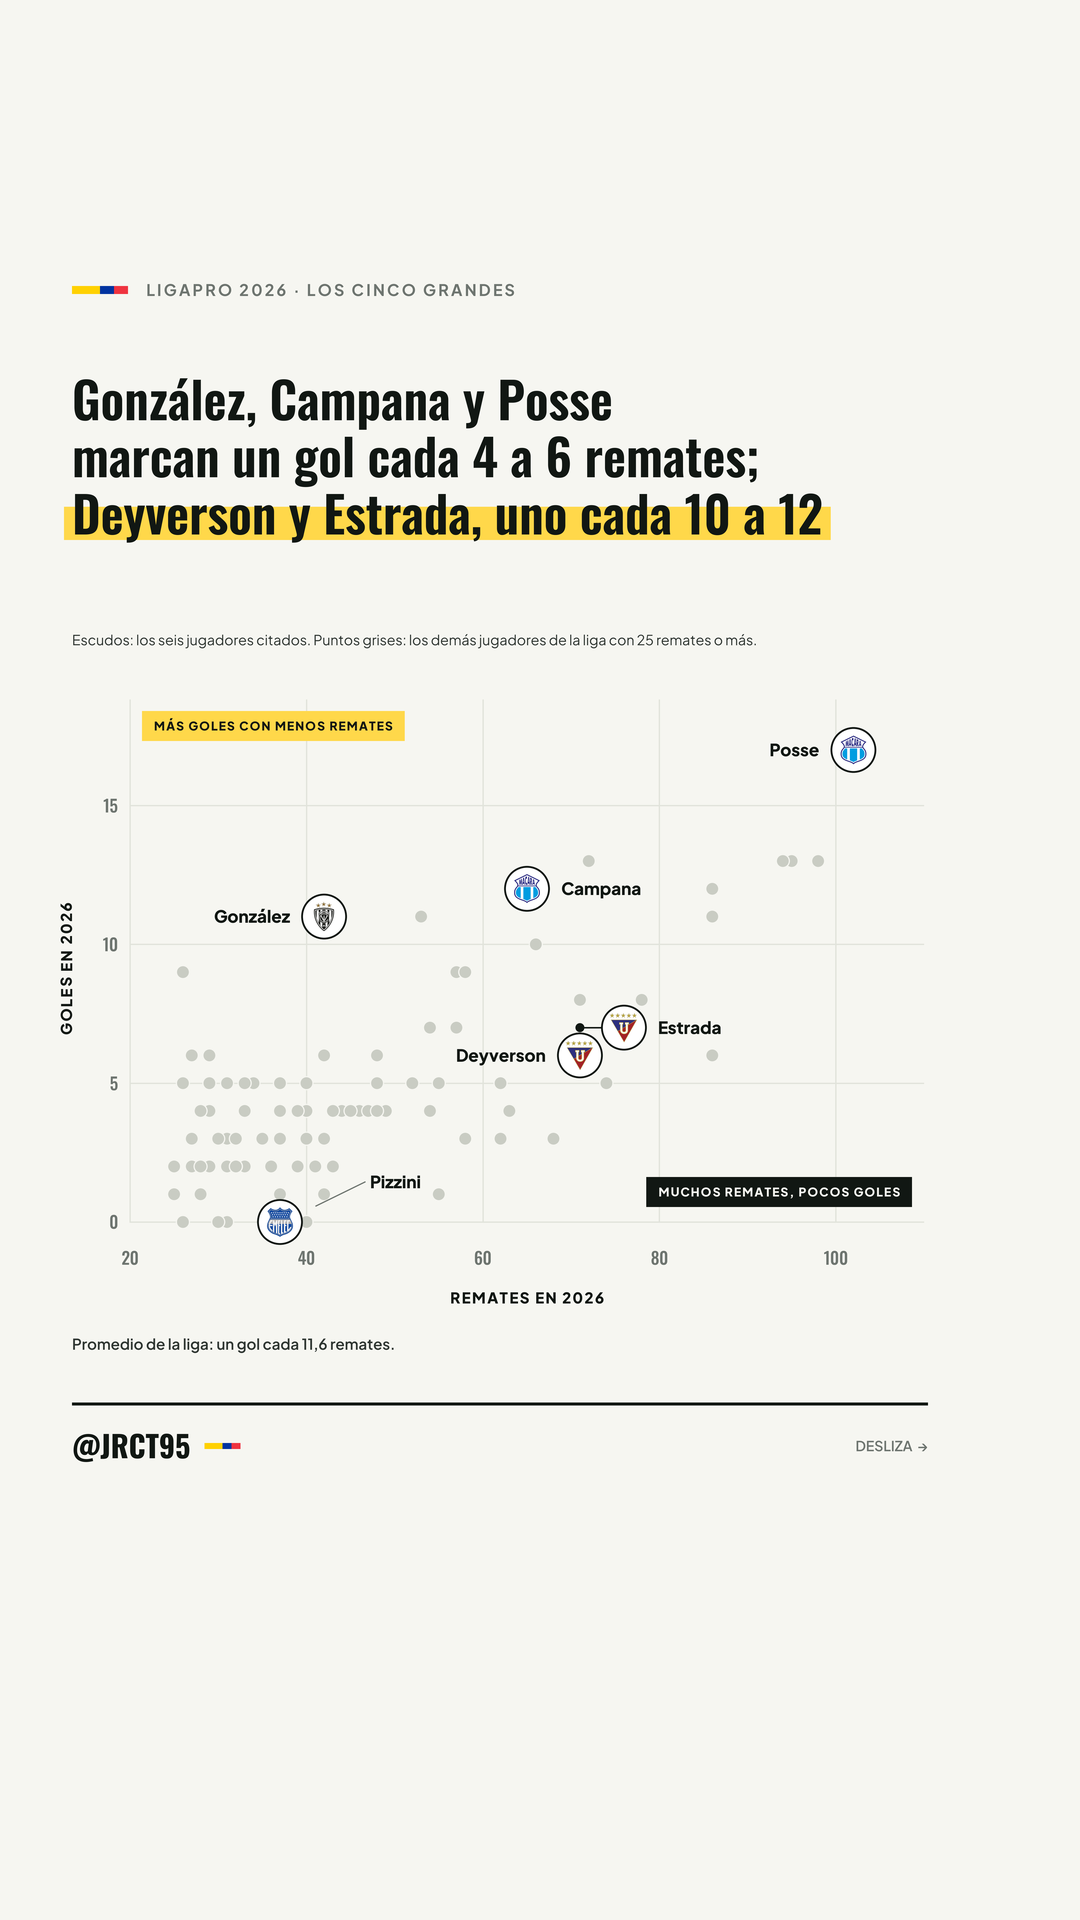 LIGAPRO 2026 · LOS CINCO GRANDES
González, Campana y Posse
marcan un gol cada 4 a 6 remates;
Deyverson y Estrada, uno cada 10 a 12
Escudos: los seis jugadores citados. Puntos grises: los demás jugadores de la liga con 25 remates o más.
MÁS GOLES CON MENOS REMATES
Posse
15
Campana
González
10
GOLES EN 2026
Estrada
Deyverson
5
Pizzini
MUCHOS REMATES, POCOS GOLES
0
20
40
60
80
100
REMATES EN 2026
Promedio de la liga: un gol cada 11,6 remates.
@JRCT95
DESLIZA →